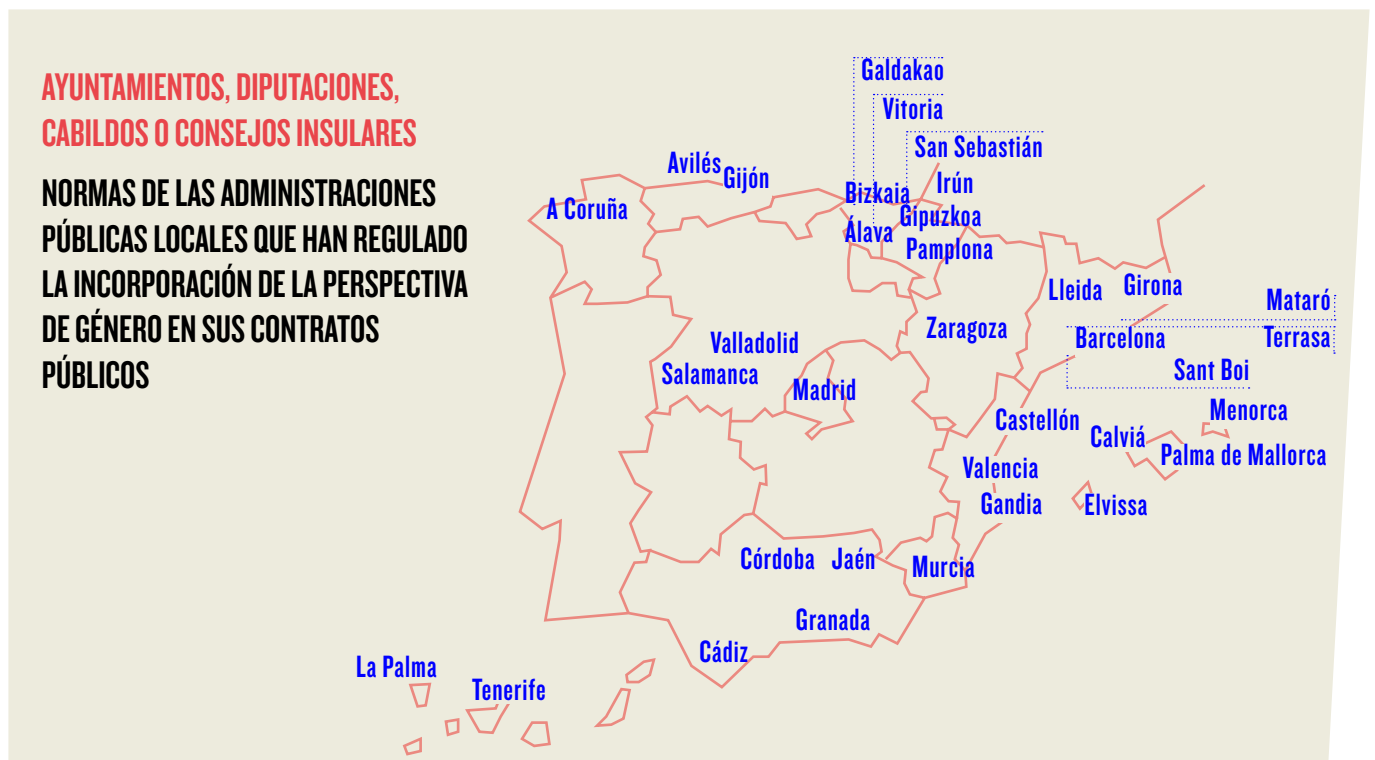 AYUNTAMIENTOS, DIPUTACIONES,
CABILDOS O CONSEJOS INSULARES
NORMAS DE LAS ADMINISTRACIONES
PÚBLICAS LOCALES QUE HAN REGULADO
LA INCORPORACIÓN DE LA PERSPECTIVA
DE GÉNERO EN SUS CONTRATOS
PÚBLICOS
Galdakao
Vitoria
San Sebastián
Avilés
Gijón
Irún
Bizkaia
A Coruña
Gipuzkoa
Álava
Pamplona
Lleida
Girona
Mataró
Zaragoza
Barcelona
Terrasa
Valladolid
Sant Boi
Salamanca
Madrid
Menorca
Castellón
Calviá
Palma de Mallorca
Valencia
Gandia
Elvissa
Córdoba
Jaén
Murcia
Granada
Cádiz
La Palma
Tenerife